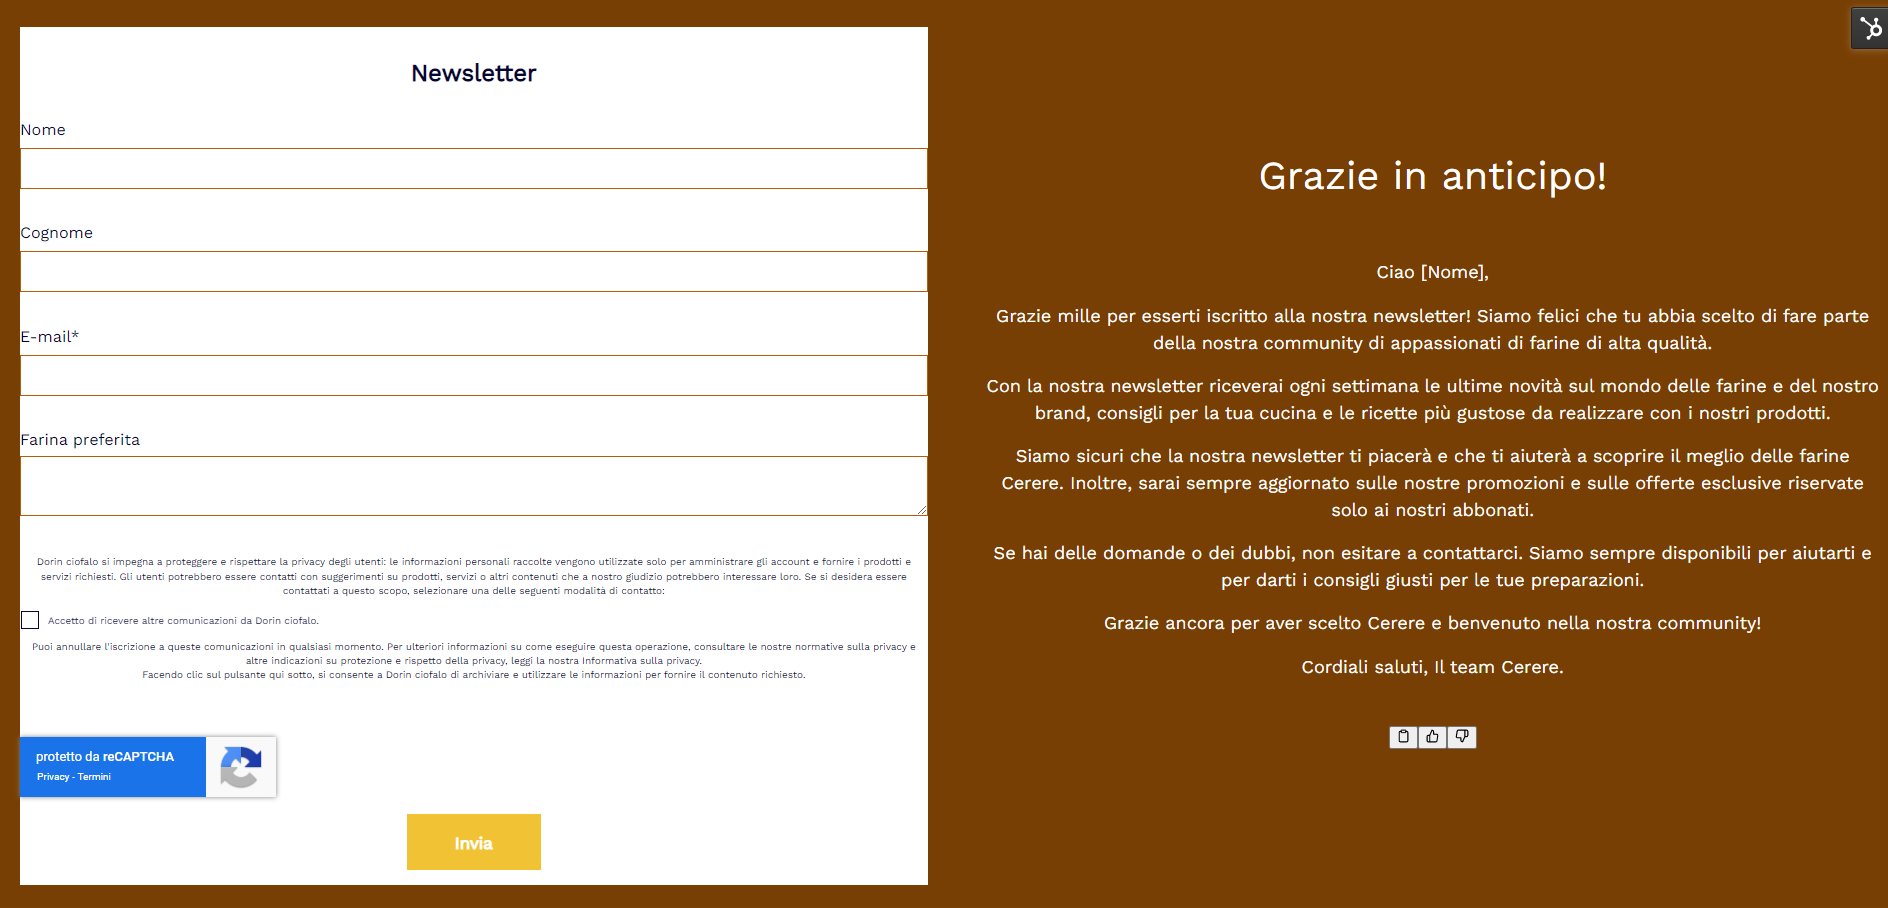 Newsletter
Nome
Cognome
E-mail*
Farina preferita
Dorin ciofalo si impegna a proteggere e rispettare la privacy degli utenti: le informazioni personali raccolte vengono utilizzate solo per amministrare gli account e fornire i prodotti e
servizi richiesti. Gli utenti potrebbero essere contatti con suggerimenti su prodotti, servizi o altri contenuti che a nostro giudizio potrebbero interessare loro. Se si desidera essere
contattati a questo scopo, selezionare una delle seguenti modalità di contatto:
Accetto di ricevere altre comunicazioni da Dorin ciofalo.
Puoi annullare l'iscrizione a queste comunicazioni in qualsiasi momento. Per ulteriori informazioni su come eseguire questa operazione, consultare le nostre normative sulla privacy e
altre indicazioni su protezione e rispetto della privacy, leggi la nostra Informativa sulla privacy.
Facendo clic sul pulsante qui sotto, si consente a Dorin ciofalo di archiviare e utilizzare le informazioni per fornire il contenuto richiesto.
protetto da reCAPTCHA
Privacy - Termini
Invia
Grazie in anticipo!
Ciao [Nome],
Grazie mille per esserti iscritto alla nostra newsletter! Siamo felici che tu abbia scelto di fare parte
della nostra community di appassionati di farine di alta qualità.
Con la nostra newsletter riceverai ogni settimana le ultime novità sul mondo delle farine e del nostro
brand, consigli per la tua cucina e le ricette più gustose da realizzare con i nostri prodotti.
Siamo sicuri che la nostra newsletter ti piacerà e che ti aiuterà a scoprire il meglio delle farine
Cerere. Inoltre, sarai sempre aggiornato sulle nostre promozioni e sulle offerte esclusive riservate
solo ai nostri abbonati.
Se hai delle domande o dei dubbi, non esitare a contattarci. Siamo sempre disponibili per aiutarti e
per darti i consigli giusti per le tue preparazioni.
Grazie ancora per aver scelto Cerere e benvenuto nella nostra community!
Cordiali saluti, Il team Cerere.